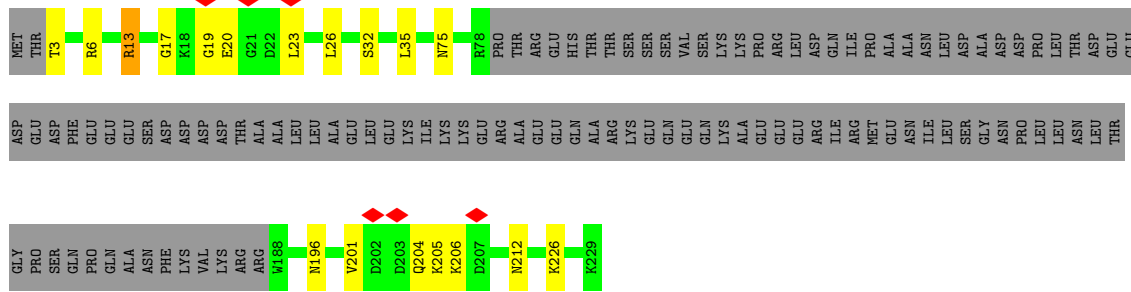 MET THR T3 R6 R13 G17 K18 G19 E20 G21 D22 L23 L26 S32 L35 N75 R78 PRO THR ARG GLU HIS THR THR SER SER SER VAL SER LYS LYS PRO ARG LEU ASP GLN ILE PRO ALA ALA ASN LEU ASP ALA ASP ASP PRO LEU THR ASP GLU GLU
ASP GLU ASP PHE GLU GLU GLU SER ASP ASP ASP ASP THR ALA ALA LEU LEU ALA GLU LEU GLU LYS ILE LYS LYS GLU ARG ALA GLU GLU GLN ALA ARG LYS GLU GLN GLU GLN LYS ALA GLU GLU GLU ARG ILE ARG MET GLU ASN ILE LEU SER GLY ASN PRO LEU LEU ASN LEU THR
GLY PRO SER GLN PRO GLN ALA ASN PHE LYS VAL LYS ARG ARG W188 N196 V201 D202 D203 Q204 K205 K206 D207 N212 K226 K229